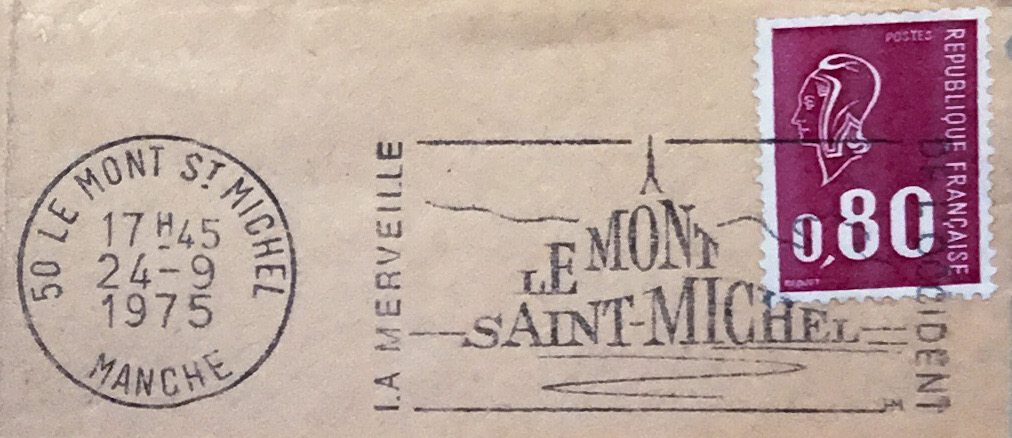 50 LE MONT ST MICHEL
17H45
24-9
1975
MANCHE
LA MERVEILLE
LE MONT
SAINT-MICHEL
DE L'OCCIDENT
POSTES
REPUBLIQUE FRANÇAISE
0,80
BEQUET